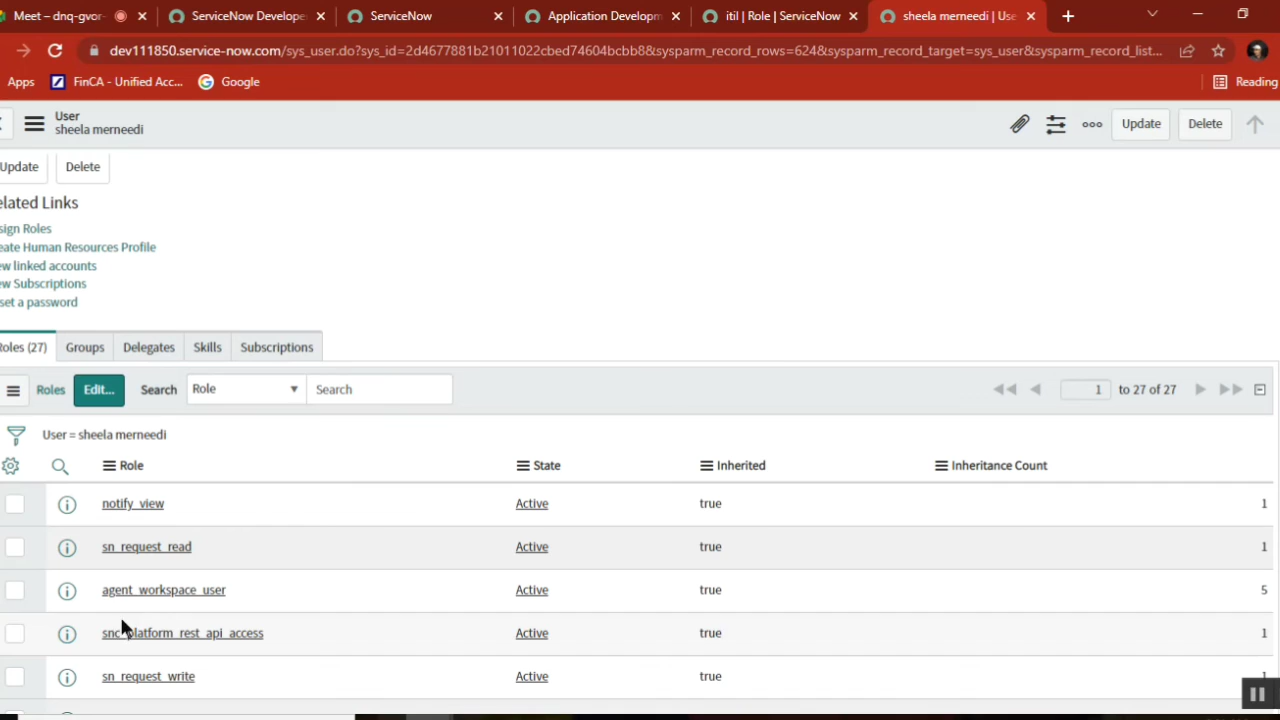 Meet – dnq-gvor-
ServiceNow Develope
ServiceNow
Application Developm
itil | Role | ServiceNow
sheela merneedi | Use
dev111850.service-now.com/sys_user.do?sys_id=2d4677881b21011022cbed74604bcbb8&sysparm_record_rows=624&sysparm_record_target=sys_user&sysparm_record_list...
Apps
FinCA - Unified Acc...
Google
Reading
User
sheela merneedi
Update
Delete
Update
Delete
elated Links
sign Roles
eate Human Resources Profile
ew linked accounts
ew Subscriptions
set a password
Roles (27)
Groups
Delegates
Skills
Subscriptions
Roles
Edit...
Search
Role
Search
1
to 27 of 27
User = sheela merneedi
Role
State
Inherited
Inheritance Count
notify_view
Active
true
1
sn_request_read
Active
true
1
agent_workspace_user
Active
true
5
snc_platform_rest_api_access
Active
true
1
sn_request_write
Active
true
1